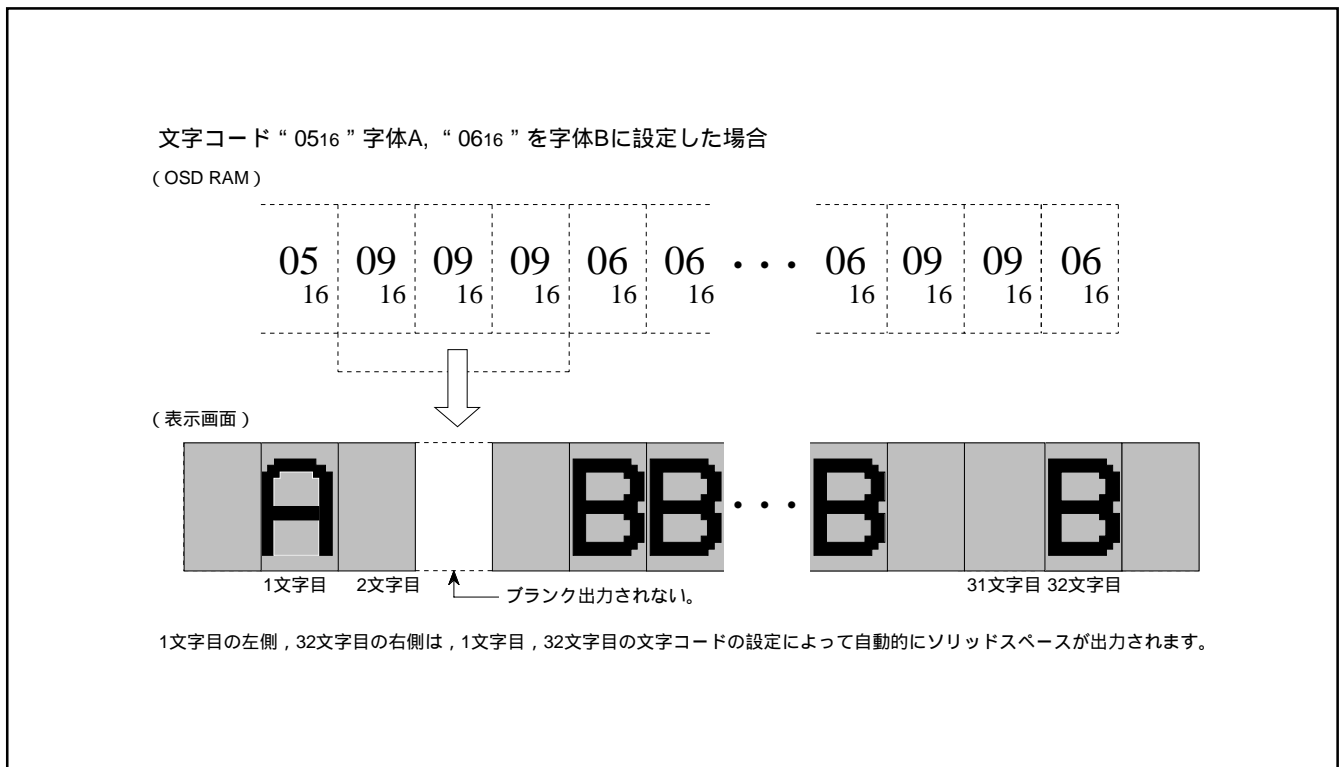 文字コード“ 0516 ”字体A, “ 0616 ”を字体Bに設定した場合
( OSD RAM )
05 09 09 09 06 06 ・・・ 06 09 09 06
16 16 16 16 16 16 16 16 16 16
( 表示画面 )
A B B ・・・ B B
1文字目 2文字目 31文字目 32文字目
ブランク出力されない。
1文字目の左側 , 32文字目の右側は , 1文字目 , 32文字目の文字コードの設定によって自動的にソリッドスペースが出力されます。